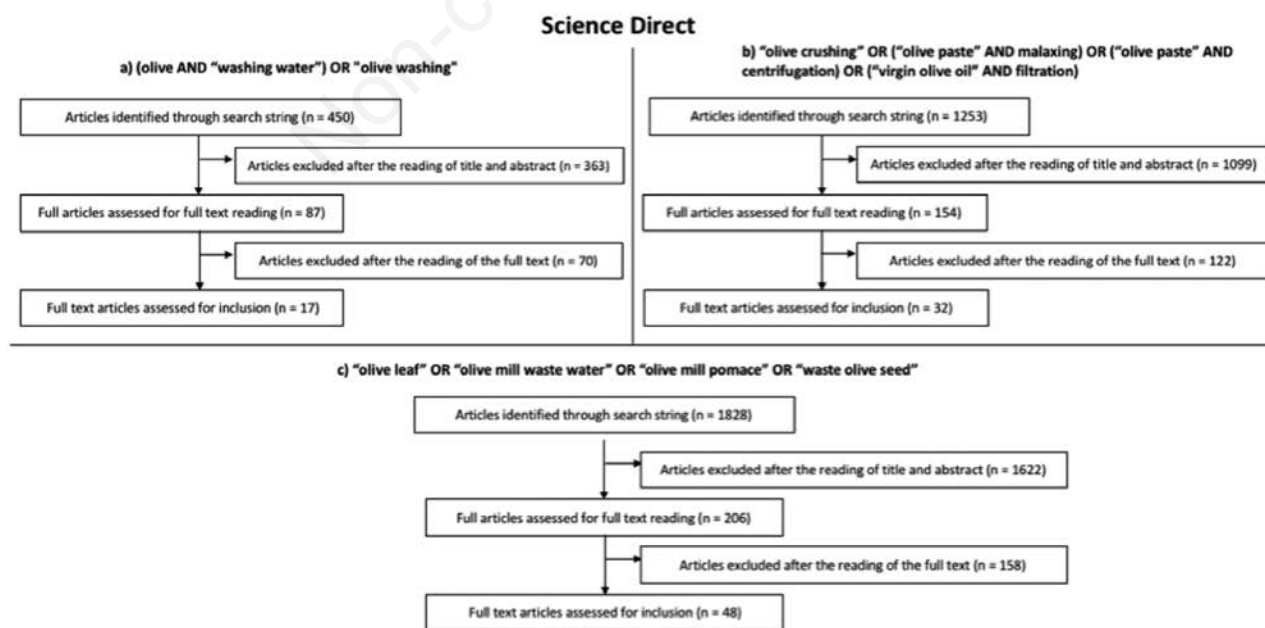 Science Direct
a) (olive AND “washing water”) OR "olive washing"
Articles identified through search string (n = 450)
Articles excluded after the reading of title and abstract (n = 363)
Full articles assessed for full text reading (n = 87)
Articles excluded after the reading of the full text (n = 70)
Full text articles assessed for inclusion (n = 17)
b) “olive crushing” OR (“olive paste” AND malaxing) OR (“olive paste” AND
centrifugation) OR (“virgin olive oil” AND filtration)
Articles identified through search string (n = 1253)
Articles excluded after the reading of title and abstract (n = 1099)
Full articles assessed for full text reading (n = 154)
Articles excluded after the reading of the full text (n = 122)
Full text articles assessed for inclusion (n = 32)
c) “olive leaf” OR “olive mill waste water” OR “olive mill pomace” OR “waste olive seed”
Articles identified through search string (n = 1828)
Articles excluded after the reading of title and abstract (n = 1622)
Full articles assessed for full text reading (n = 206)
Articles excluded after the reading of the full text (n = 158)
Full text articles assessed for inclusion (n = 48)
Non-c